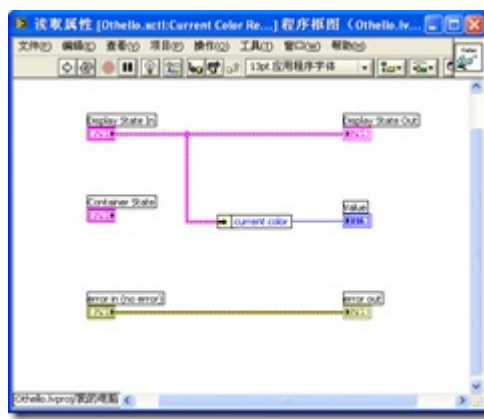 读取属性 [Othello.xctl:Current Color Re...] 程序框图 (Othello.lv...
文件(F) 编辑(E) 查看(V) 项目(P) 操作(O) 工具(T) 窗口(W) 帮助(H)
13pt 应用程序字体
Display State In
Display State Out
Container State
Value
current color
error in (no error)
error out
Othello.lvproj/我的电脑